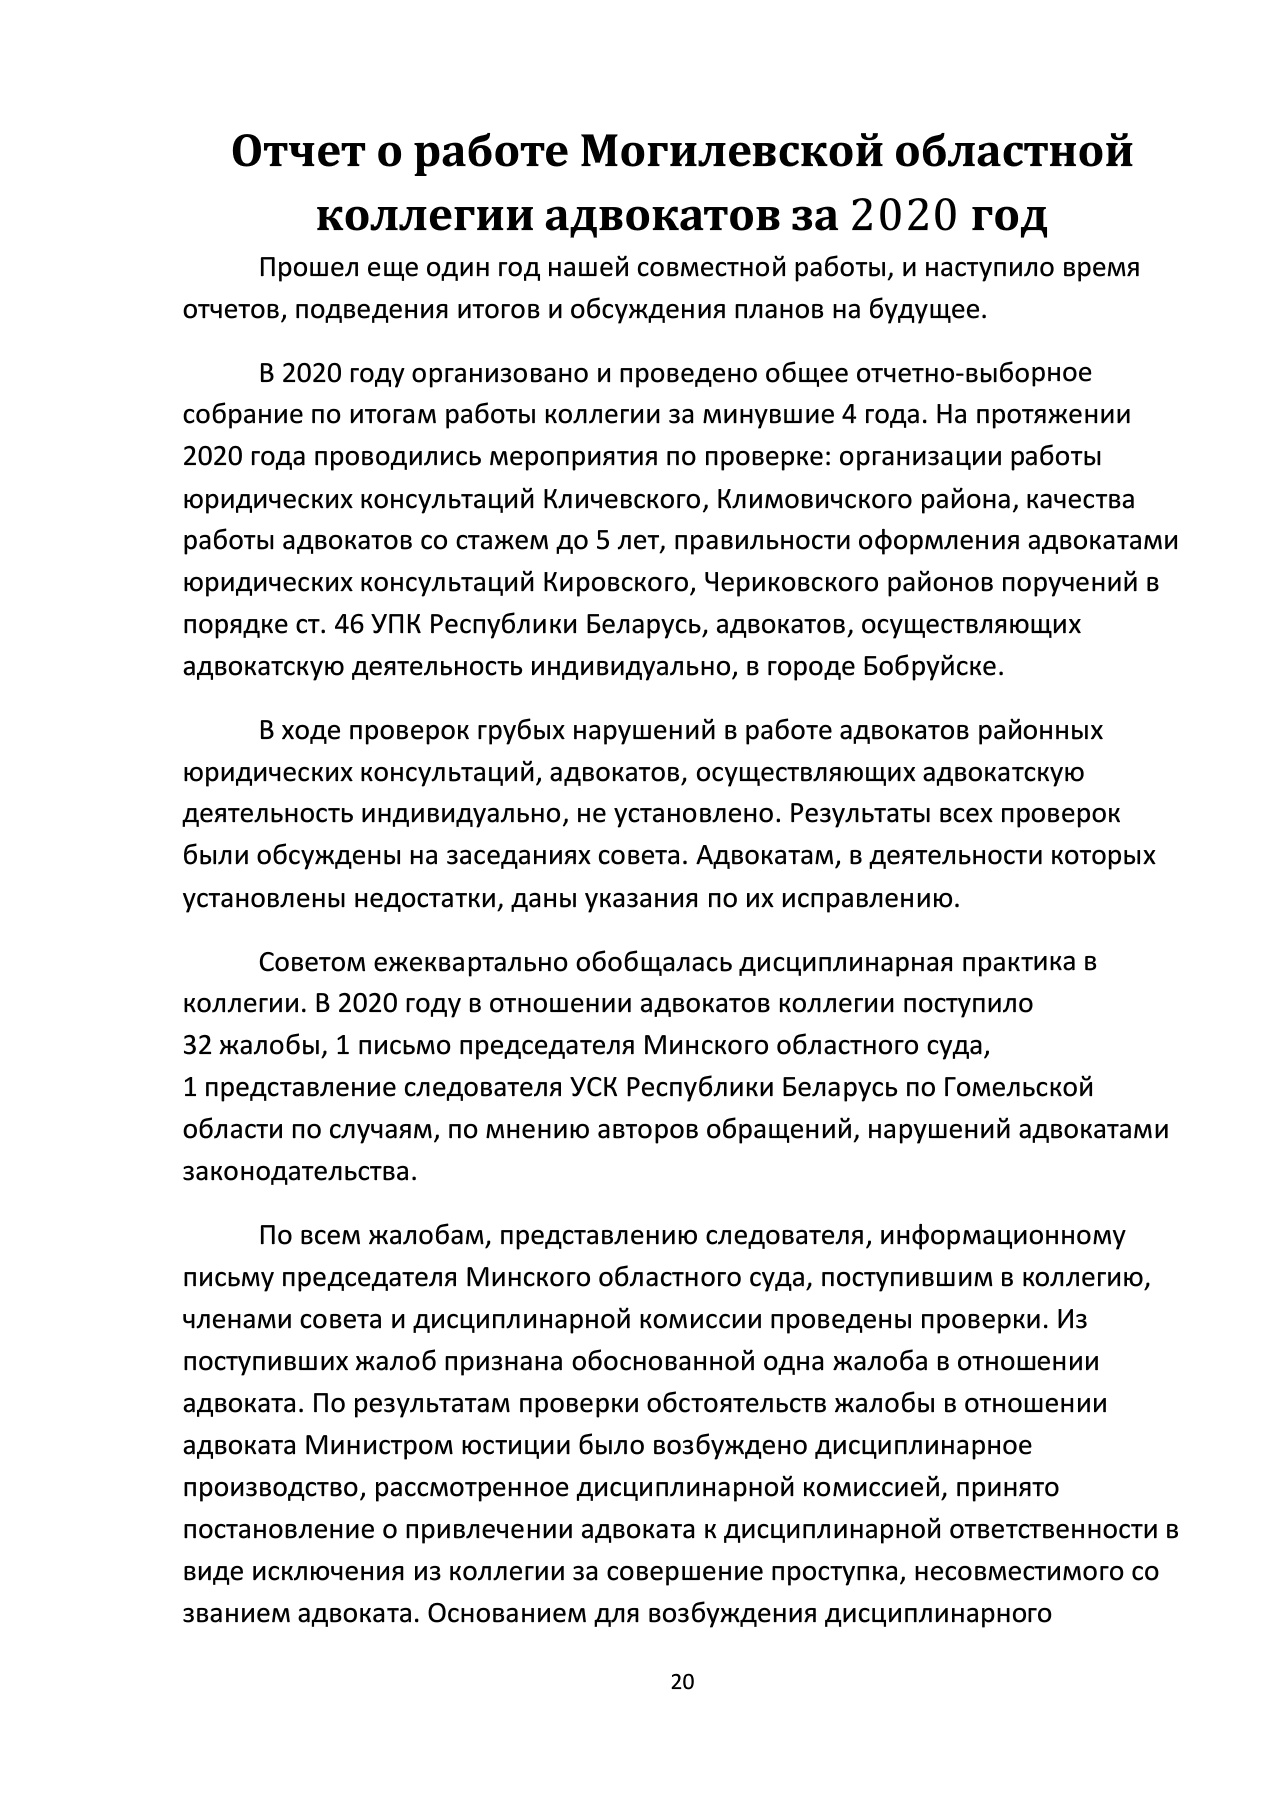 Отчет о работе Могилевской областной
коллегии адвокатов за 2020 год
Прошел еще один год нашей совместной работы, и наступило время
отчетов, подведения итогов и обсуждения планов на будущее.
В 2020 году организовано и проведено общее отчетно-выборное
собрание по итогам работы коллегии за минувшие 4 года. На протяжении
2020 года проводились мероприятия по проверке: организации работы
юридических консультаций Кличевского, Климовичского района, качества
работы адвокатов со стажем до 5 лет, правильности оформления адвокатами
юридических консультаций Кировского, Чериковского районов поручений в
порядке ст. 46 УПК Республики Беларусь, адвокатов, осуществляющих
адвокатскую деятельность индивидуально, в городе Бобруйске.
В ходе проверок грубых нарушений в работе адвокатов районных
юридических консультаций, адвокатов, осуществляющих адвокатскую
деятельность индивидуально, не установлено. Результаты всех проверок
были обсуждены на заседаниях совета. Адвокатам, в деятельности которых
установлены недостатки, даны указания по их исправлению.
Советом ежеквартально обобщалась дисциплинарная практика в
коллегии. В 2020 году в отношении адвокатов коллегии поступило
32 жалобы, 1 письмо председателя Минского областного суда,
1 представление следователя УСК Республики Беларусь по Гомельской
области по случаям, по мнению авторов обращений, нарушений адвокатами
законодательства.
По всем жалобам, представлению следователя, информационному
письму председателя Минского областного суда, поступившим в коллегию,
членами совета и дисциплинарной комиссии проведены проверки. Из
поступивших жалоб признана обоснованной одна жалоба в отношении
адвоката. По результатам проверки обстоятельств жалобы в отношении
адвоката Министром юстиции было возбуждено дисциплинарное
производство, рассмотренное дисциплинарной комиссией, принято
постановление о привлечении адвоката к дисциплинарной ответственности в
виде исключения из коллегии за совершение проступка, несовместимого со
званием адвоката. Основанием для возбуждения дисциплинарного
20